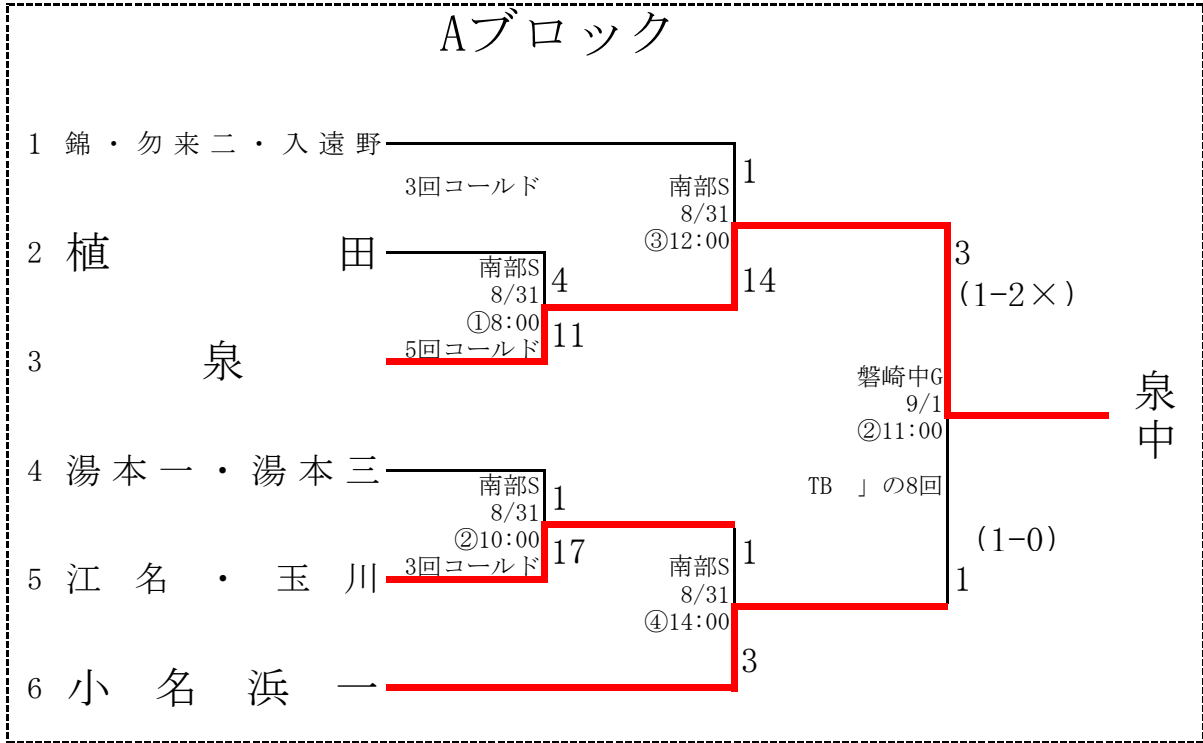 Aブロック
1 錦・勿来二・入遠野
3回コールド
南部S
8/31
③12:00
1
14
2 植田
南部S
8/31
①8:00
5回コールド
4
11
3 泉
3
(1-2×)
磐崎中G
9/1
②11:00
泉中
TB 」の8回
(1-0)
1
4 湯本一・湯本三
南部S
8/31
②10:00
3回コールド
1
17
5 江名・玉川
南部S
8/31
④14:00
1
3
6 小名浜一